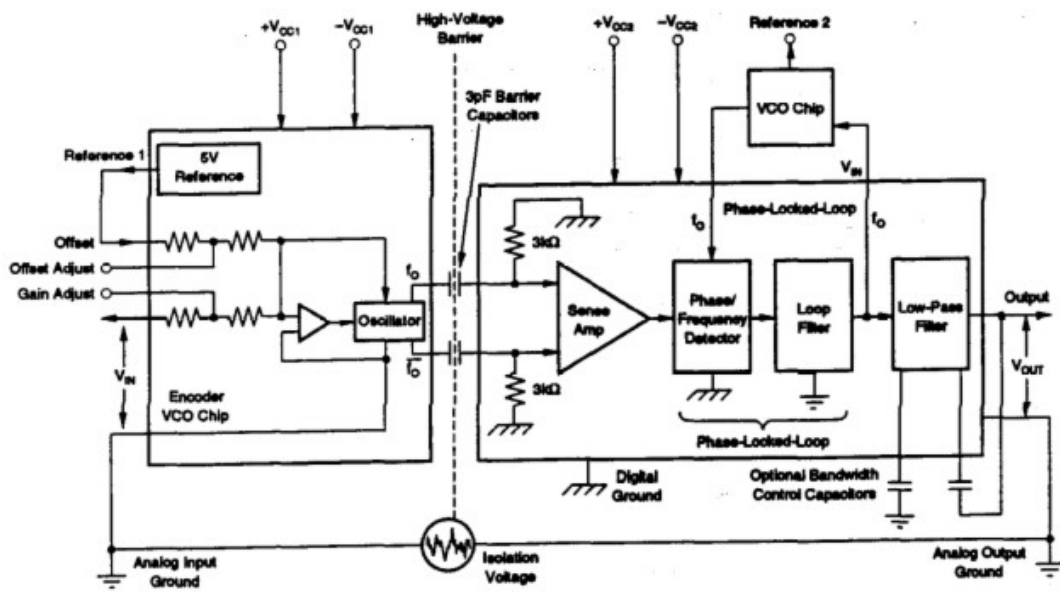 +VCC1
−VCC1
High-Voltage
Barrier
+VCC2
−VCC2
Reference 2
3pF Barrier
Capacitors
VCO Chip
Reference 1
5V
Reference
VIN
Phase-Locked-Loop
fO
fO
3kΩ
Offset
Offset Adjust
Gain Adjust
fO
Oscillator
fO
Sense
Amp
Phase/
Frequency
Detector
Loop
Filter
Low-Pass
Filter
Output
VIN
VOUT
3kΩ
Encoder
VCO Chip
Phase-Locked-Loop
Digital
Ground
Optional Bandwidth
Control Capacitors
Analog Input
Ground
Isolation
Voltage
Analog Output
Ground